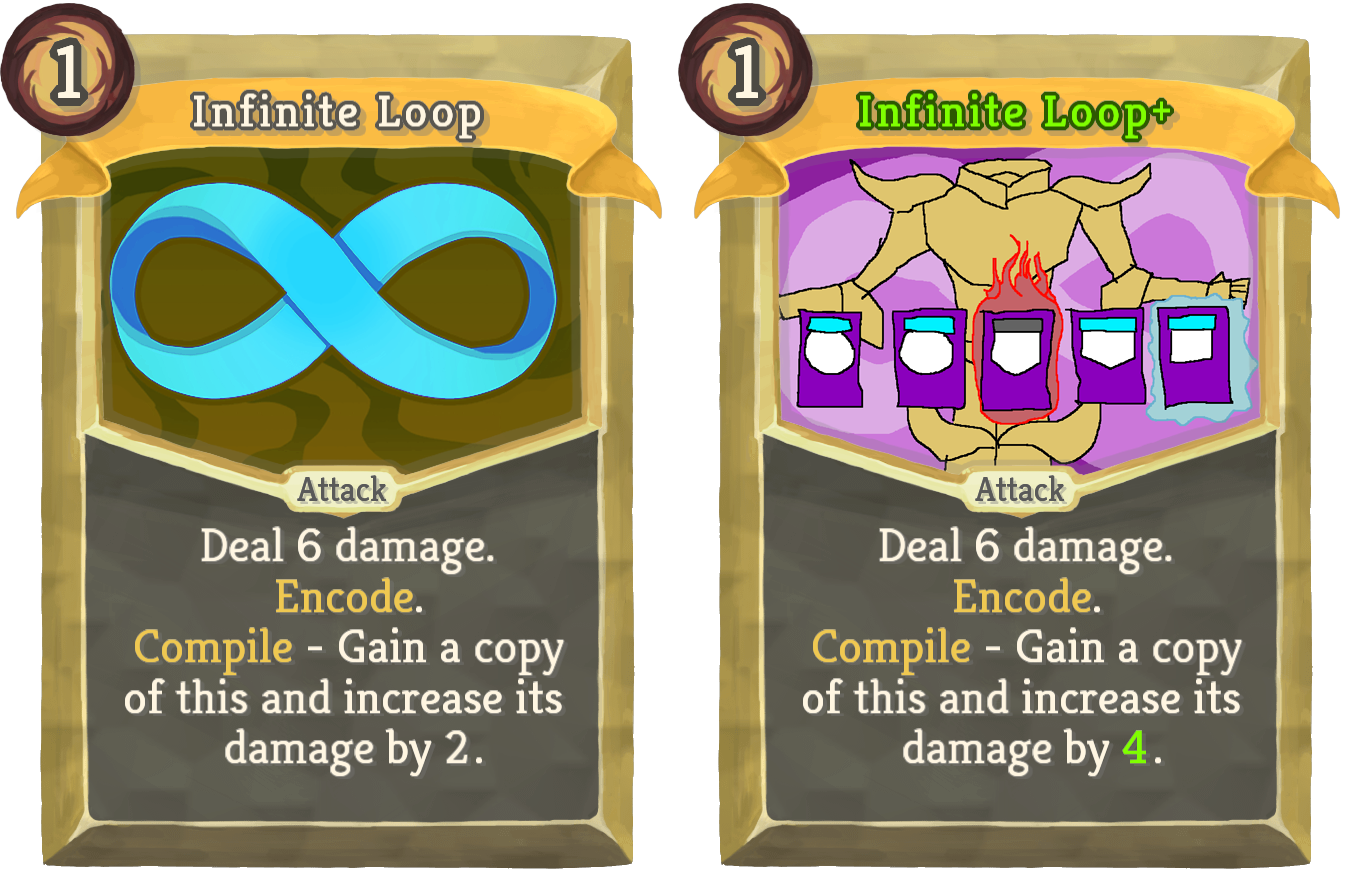 1
Infinite Loop
Attack
Deal 6 damage.
Encode.
Compile - Gain a copy
of this and increase its
damage by 2.
1
Infinite Loop+
Attack
Deal 6 damage.
Encode.
Compile - Gain a copy
of this and increase its
damage by 4.